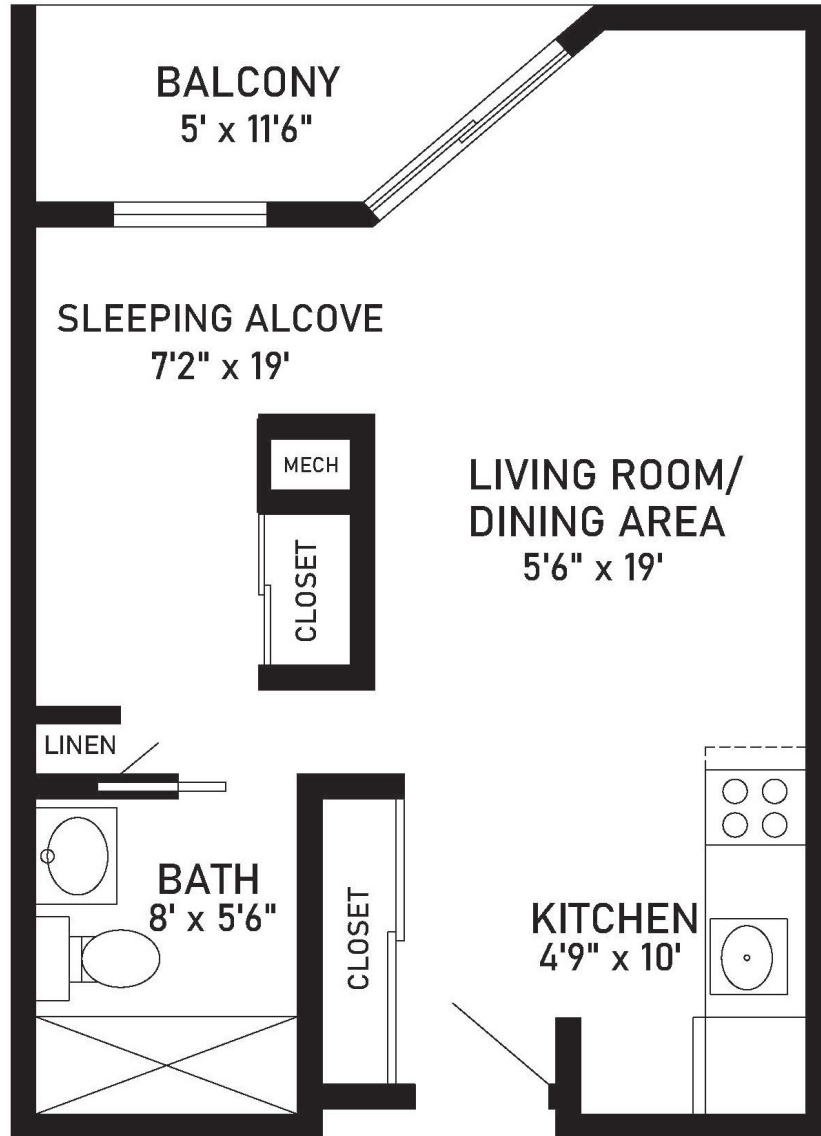 BALCONY
5' x 11'6"
SLEEPING ALCOVE
7'2" x 19'
MECH
CLOSET
LIVING ROOM/
DINING AREA
5'6" x 19'
LINEN
BATH
8' x 5'6"
CLOSET
KITCHEN
4'9" x 10'